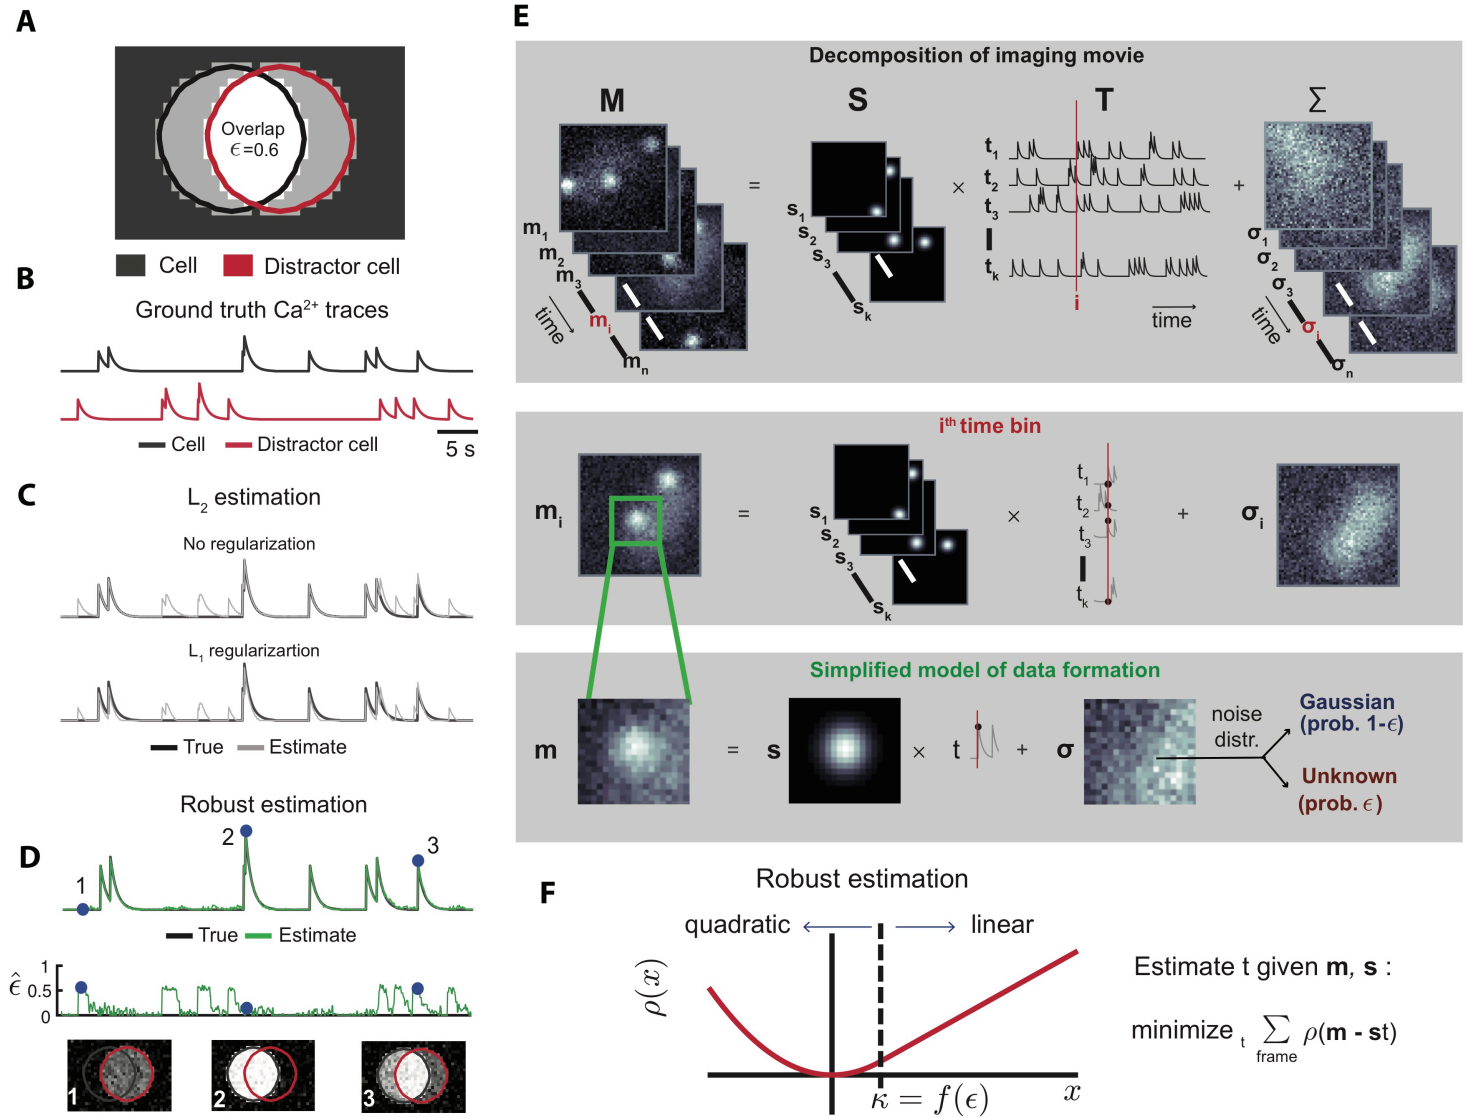 A
Overlap
ϵ=0.6
Cell
Distractor cell
B
Ground truth Ca²⁺ traces
Cell
Distractor cell
5 s
C
L₂ estimation
No regularization
L₁ regularizartion
True
Estimate
Robust estimation
D
1
2
3
True
Estimate
ϵ̂
1
0.5
0
1
2
3
E
Decomposition of imaging movie
M
S
T
Σ
m₁
m₂
m₃
mᵢ
mₙ
time
=
s₁
s₂
s₃
sₖ
×
t₁
t₂
t₃
tₖ
i
time
+
σ₁
σ₂
σ₃
σᵢ
σₙ
time
iᵗʰ time bin
mᵢ
=
s₁
s₂
s₃
sₖ
×
t₁
t₂
t₃
tₖ
+
σᵢ
Simplified model of data formation
m
=
s
×
t
+
σ
noise
distr.
Gaussian
(prob. 1-ϵ)
Unknown
(prob. ϵ)
F
Robust estimation
quadratic
linear
ρ(x)
κ = f(ϵ)
x
Estimate t given m, s :
minimize ₜ Σ ρ(m - st)
frame